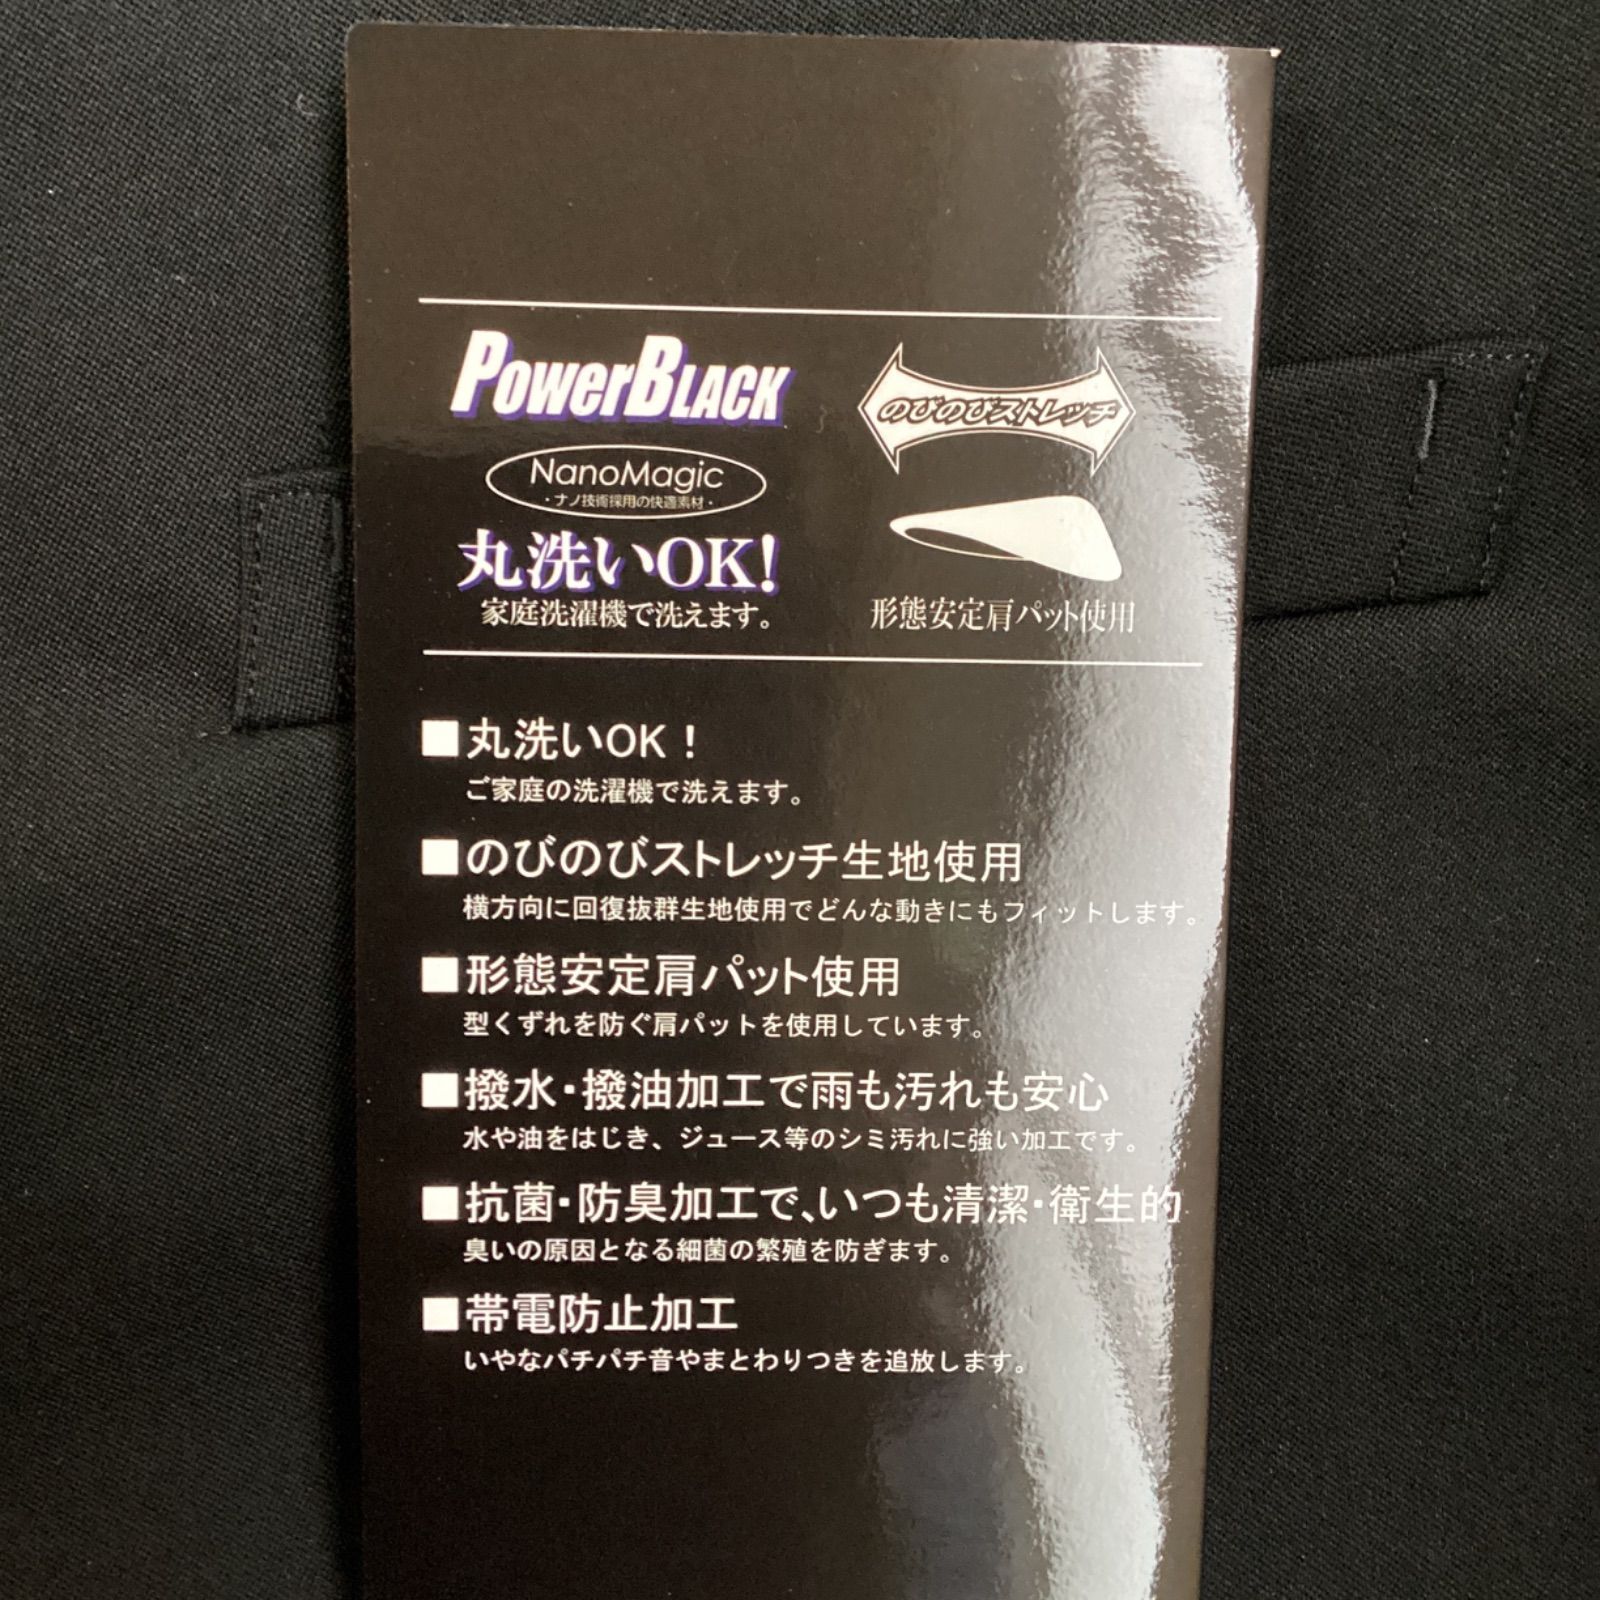 PowerBLACK
NanoMagic
・ナノ技術採用の快適素材・
丸洗いOK!
家庭洗濯機で洗えます。
のびのびストレッチ
形態安定肩パット使用
■丸洗いOK！
ご家庭の洗濯機で洗えます。
■のびのびストレッチ生地使用
横方向に回復抜群生地使用でどんな動きにもフィットします。
■形態安定肩パット使用
型くずれを防ぐ肩パットを使用しています。
■撥水・撥油加工で雨も汚れも安心
水や油をはじき、ジュース等のシミ汚れに強い加工です。
■抗菌・防臭加工で、いつも清潔・衛生的
臭いの原因となる細菌の繁殖を防ぎます。
■帯電防止加工
いやなパチパチ音やまとわりつきを追放します。